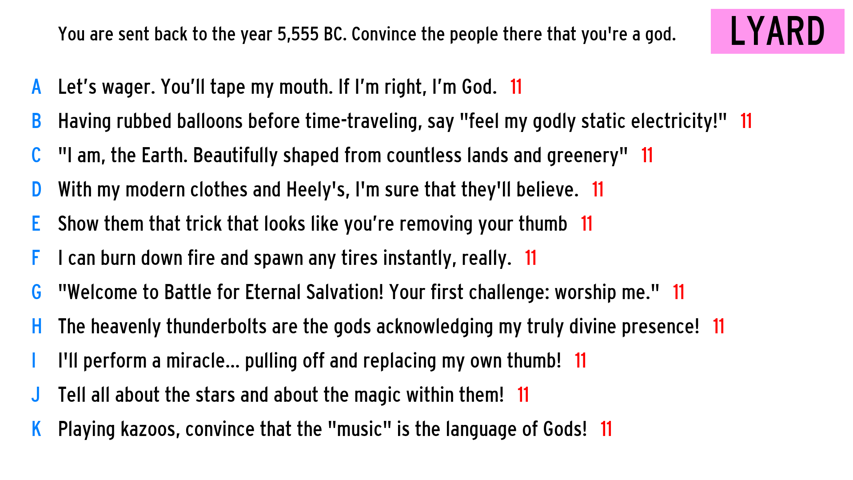 You are sent back to the year 5,555 BC. Convince the people there that you're a god.
LYARD
A Let’s wager. You’ll tape my mouth. If I’m right, I’m God. 11
B Having rubbed balloons before time-traveling, say "feel my godly static electricity!" 11
C "I am, the Earth. Beautifully shaped from countless lands and greenery" 11
D With my modern clothes and Heely's, I'm sure that they'll believe. 11
E Show them that trick that looks like you’re removing your thumb 11
F I can burn down fire and spawn any tires instantly, really. 11
G "Welcome to Battle for Eternal Salvation! Your first challenge: worship me." 11
H The heavenly thunderbolts are the gods acknowledging my truly divine presence! 11
I I'll perform a miracle... pulling off and replacing my own thumb! 11
J Tell all about the stars and about the magic within them! 11
K Playing kazoos, convince that the "music" is the language of Gods! 11